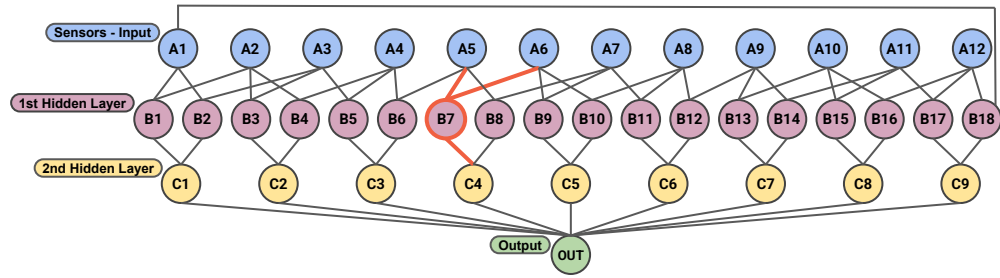 Sensors - Input
A1 A2 A3 A4 A5 A6 A7 A8 A9 A10 A11 A12
1st Hidden Layer
B1 B2 B3 B4 B5 B6 B7 B8 B9 B10 B11 B12 B13 B14 B15 B16 B17 B18
2nd Hidden Layer
C1 C2 C3 C4 C5 C6 C7 C8 C9
Output
OUT